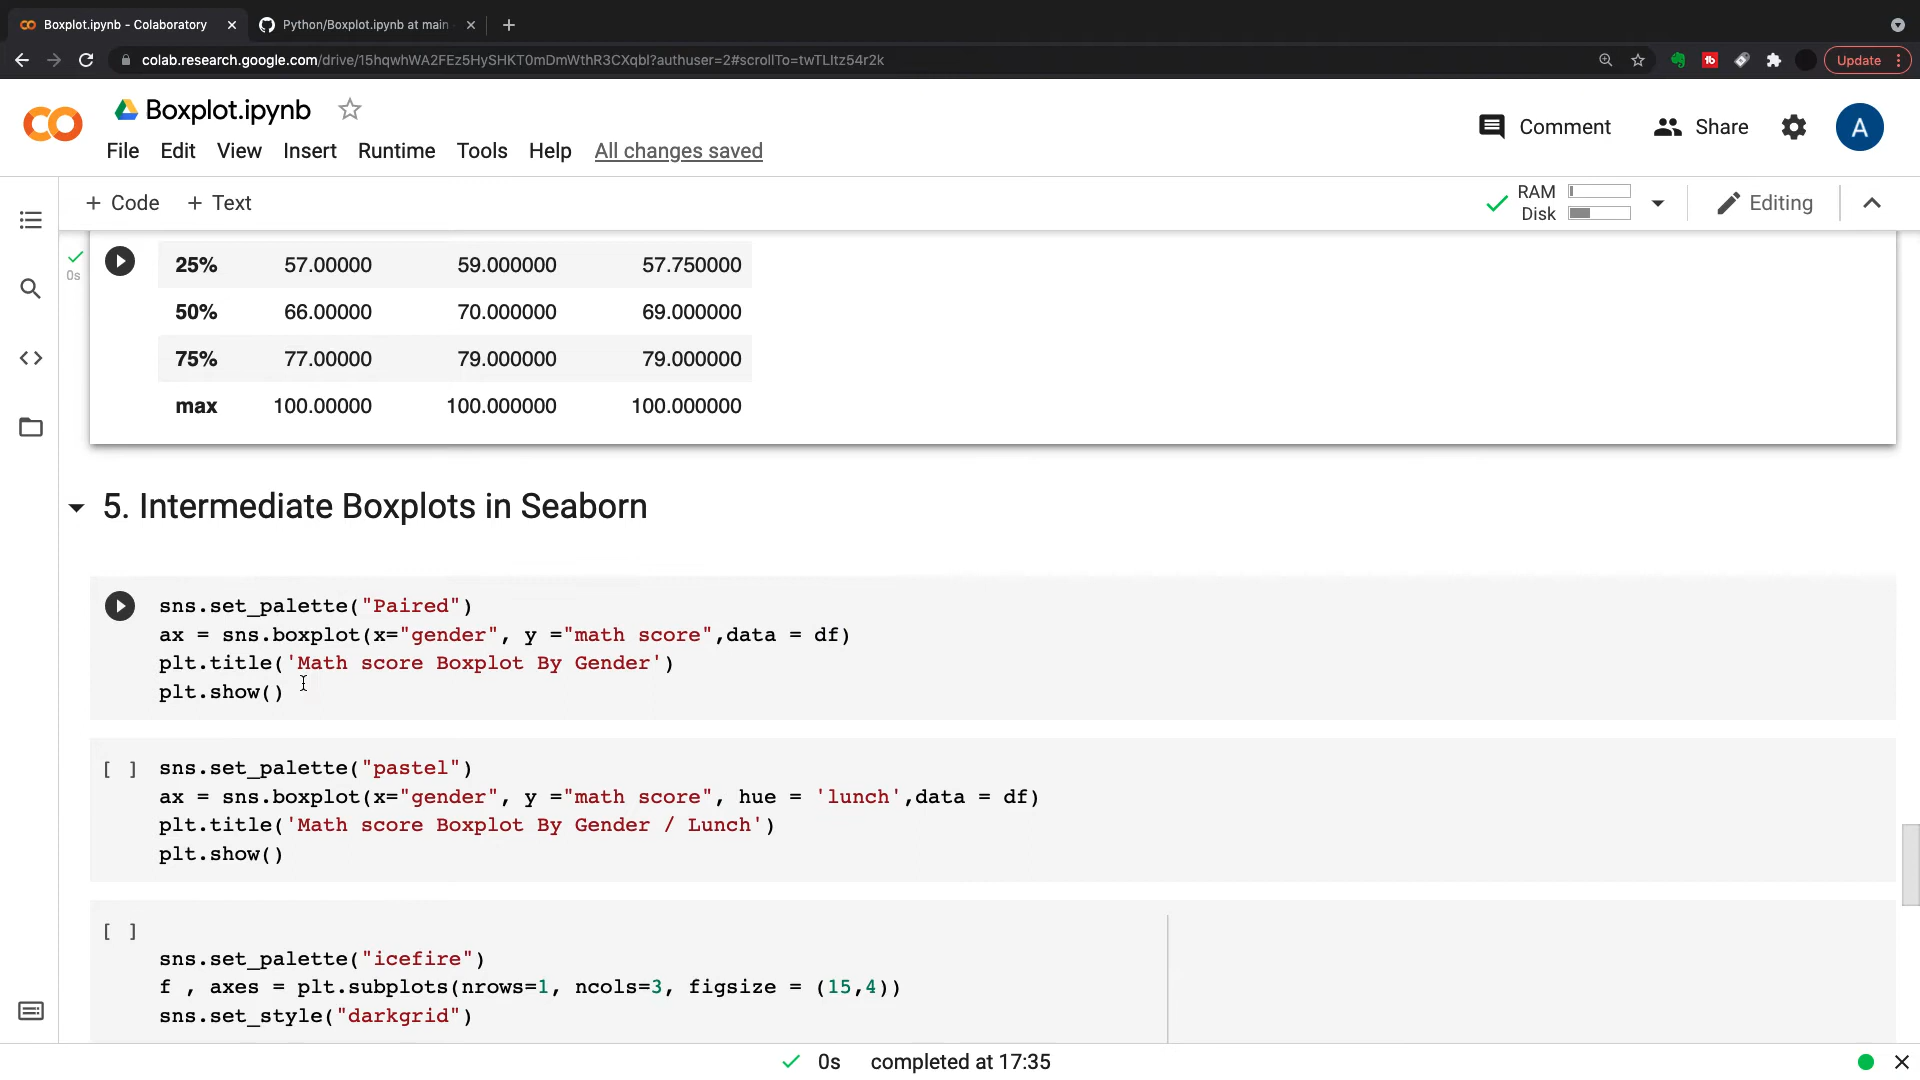 Boxplot.ipynb - Colaboratory
Python/Boxplot.ipynb at main
colab.research.google.com/drive/15hqwhWA2FEz5HySHKT0mDmWthR3CXqbl?authuser=2#scrollTo=twTLItz54r2k
Update
Boxplot.ipynb
Comment
Share
A
File Edit View Insert Runtime Tools Help All changes saved
+ Code + Text
RAM
Disk
Editing
0s
25% 57.00000 59.000000 57.750000
50% 66.00000 70.000000 69.000000
75% 77.00000 79.000000 79.000000
max 100.00000 100.000000 100.000000
5. Intermediate Boxplots in Seaborn
sns.set_palette("Paired")
ax = sns.boxplot(x="gender", y ="math score",data = df)
plt.title('Math score Boxplot By Gender')
plt.show()
[ ] sns.set_palette("pastel")
ax = sns.boxplot(x="gender", y ="math score", hue = 'lunch',data = df)
plt.title('Math score Boxplot By Gender / Lunch')
plt.show()
[ ]
sns.set_palette("icefire")
f , axes = plt.subplots(nrows=1, ncols=3, figsize = (15,4))
sns.set_style("darkgrid")
0s completed at 17:35